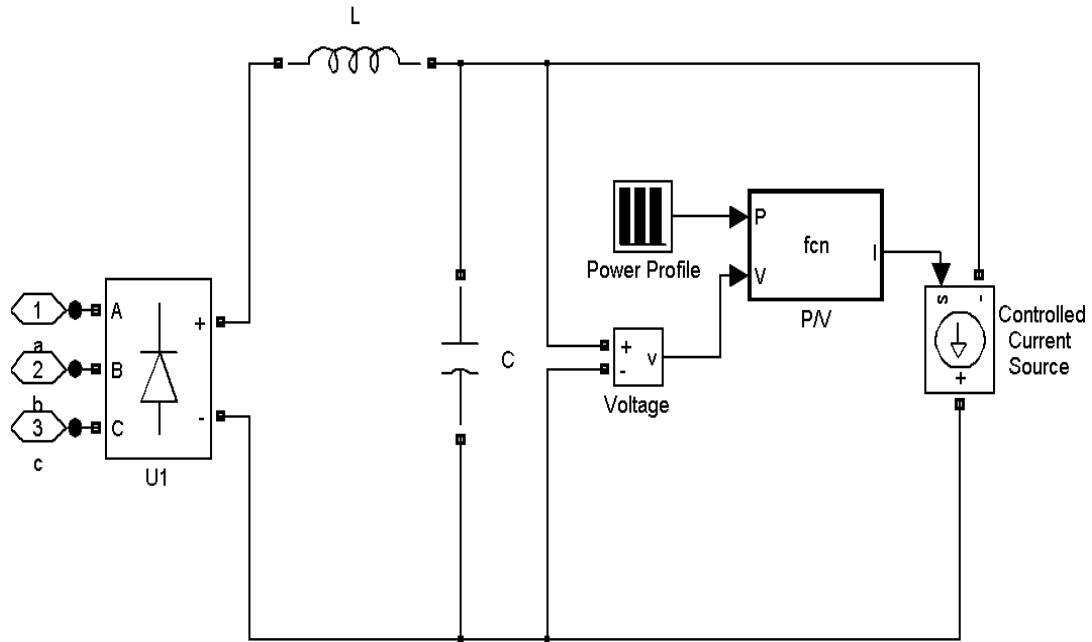 L
Power Profile
P
V
fcn
I
P/V
s
-
+
Controlled
Current
Source
1
a
2
b
3
c
A
B
C
+
-
U1
C
+
-
v
Voltage